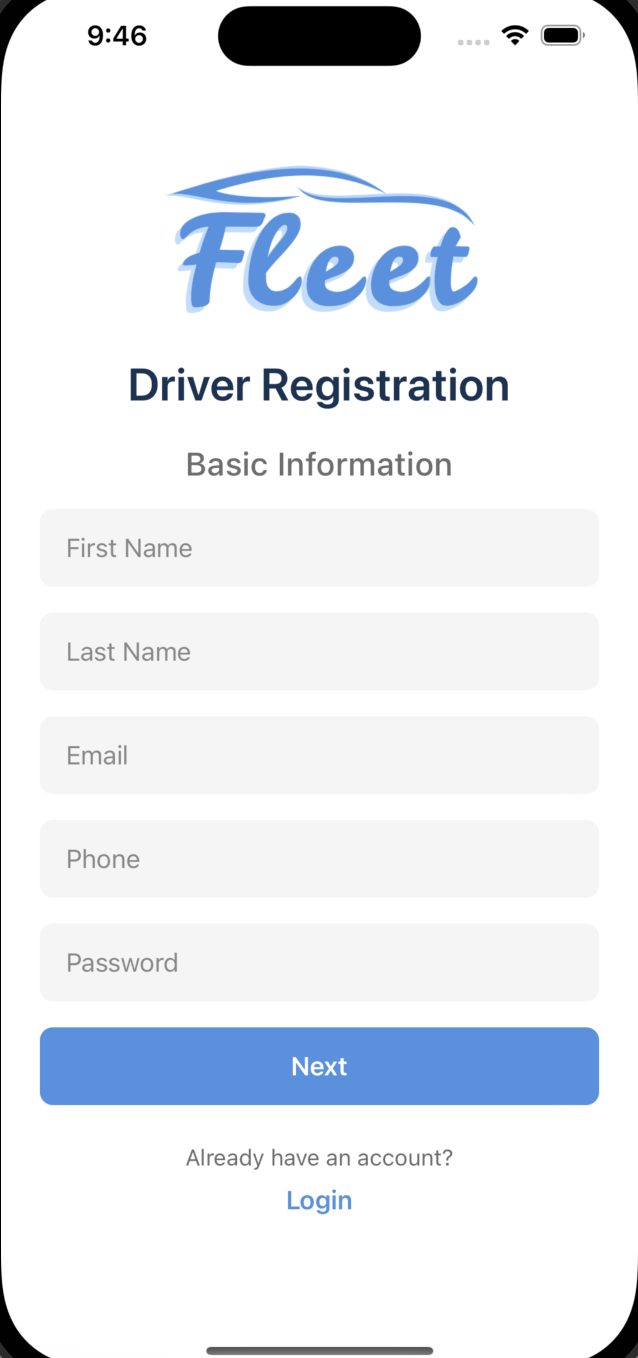 9:46
Fleet
Driver Registration
Basic Information
First Name
Last Name
Email
Phone
Password
Next
Already have an account?
Login